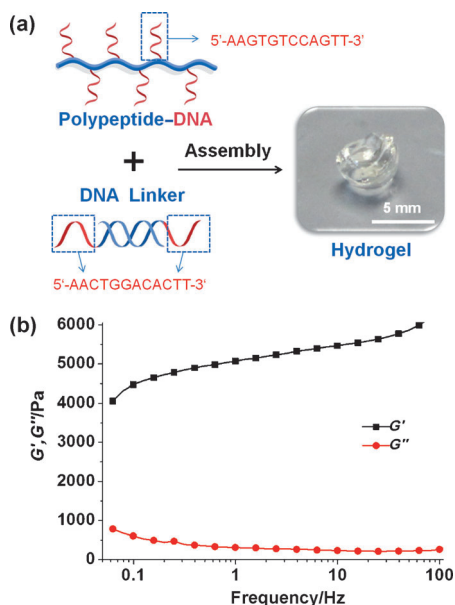 (a)
5'-AAGTGTCCAGTT-3'
Polypeptide–DNA
+
Assembly
DNA Linker
5'-AACTGGACACTT-3'
5 mm
Hydrogel
(b)
6000
5000
4000
3000
2000
1000
0
G', G''/Pa
G'
G''
0.1
1
10
100
Frequency/Hz